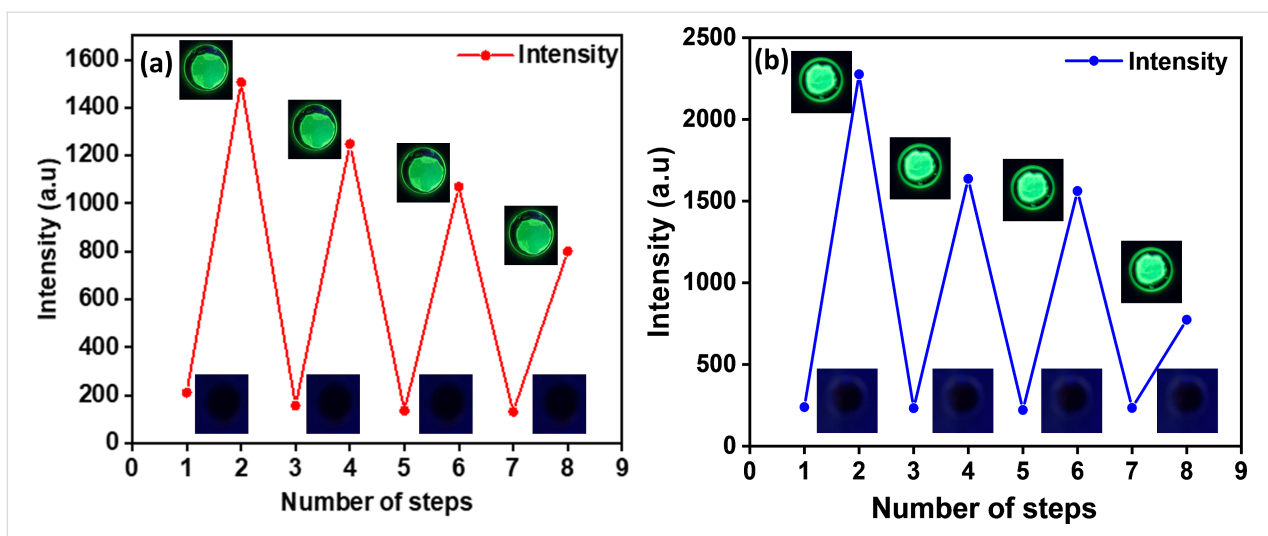 (a)
Intensity
1600
1400
1200
1000
800
600
400
200
0
Intensity (a.u)
0 1 2 3 4 5 6 7 8 9
Number of steps
(b)
Intensity
2500
2000
1500
1000
500
0
Intensity (a.u)
0 1 2 3 4 5 6 7 8 9
Number of steps